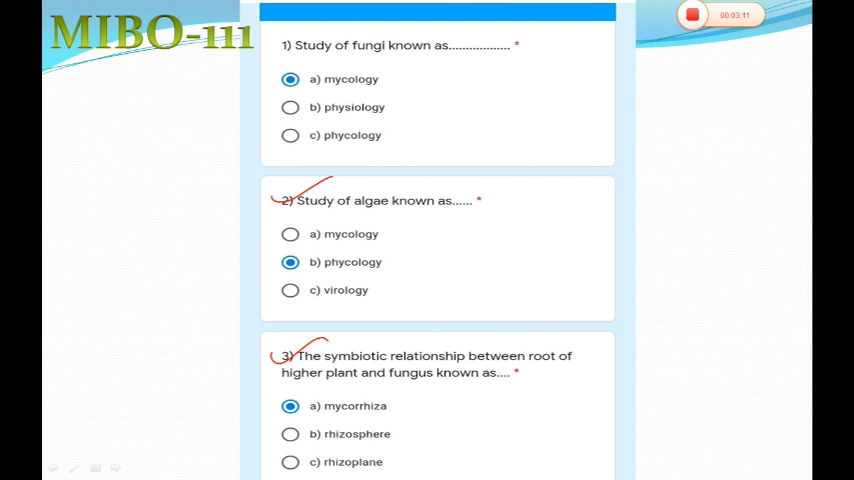 MIBO-111
00:03:11
1) Study of fungi known as.................. *
a) mycology
b) physiology
c) phycology
2) Study of algae known as...... *
a) mycology
b) phycology
c) virology
3) The symbiotic relationship between root of
higher plant and fungus known as.... *
a) mycorrhiza
b) rhizosphere
c) rhizoplane